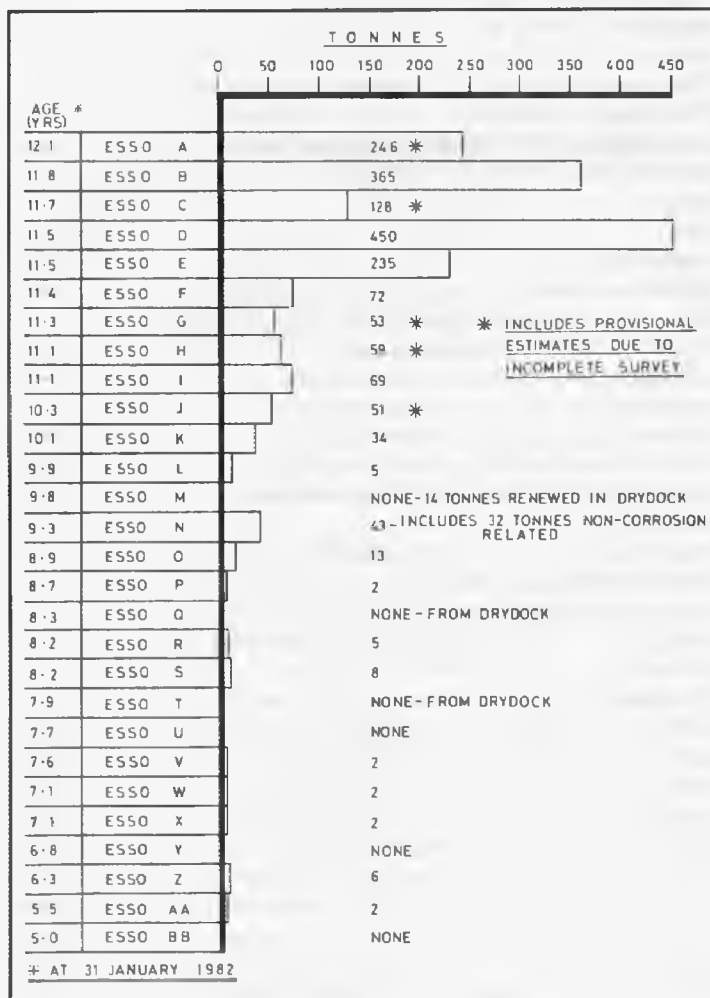 TONNES
0 50 100 150 200 250 300 350 400 450
AGE *
(YRS)
12·1 ESSO A 246 *
11·8 ESSO B 365
11·7 ESSO C 128 *
11·5 ESSO D 450
11·5 ESSO E 235
11·4 ESSO F 72
11·3 ESSO G 53 * * INCLUDES PROVISIONAL
11·1 ESSO H 59 * ESTIMATES DUE TO
11·1 ESSO I 69 INCOMPLETE SURVEY
10·3 ESSO J 51 *
10·1 ESSO K 34
9·9 ESSO L 5
9·8 ESSO M NONE-14 TONNES RENEWED IN DRYDOCK
9·3 ESSO N 43-INCLUDES 32 TONNES NON-CORROSION
RELATED
8·9 ESSO O 13
8·7 ESSO P 2
8·3 ESSO Q NONE-FROM DRYDOCK
8·2 ESSO R 5
8·2 ESSO S 8
7·9 ESSO T NONE-FROM DRYDOCK
7·7 ESSO U NONE
7·6 ESSO V 2
7·1 ESSO W 2
7·1 ESSO X 2
6·8 ESSO Y NONE
6·3 ESSO Z 6
5·5 ESSO AA 2
5·0 ESSO BB NONE
* AT 31 JANUARY 1982